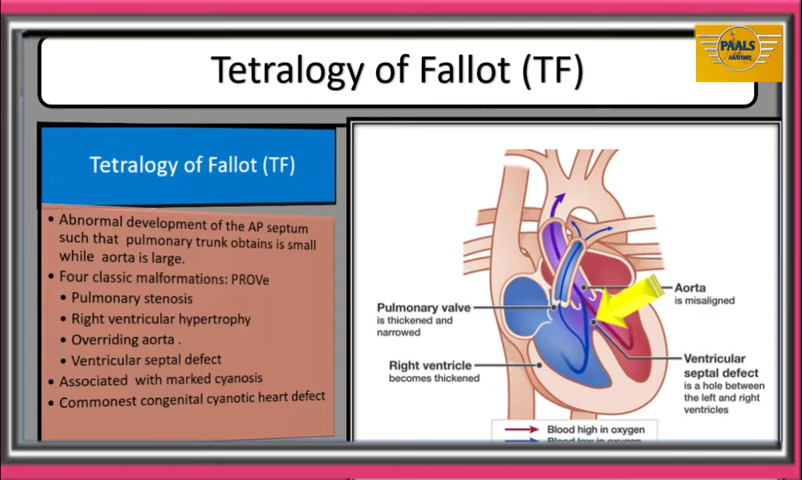 Tetralogy of Fallot (TF)
PAALS
ANATOMY
Tetralogy of Fallot (TF)
• Abnormal development of the AP septum
such that pulmonary trunk obtains is small
while aorta is large.
• Four classic malformations: PROVe
• Pulmonary stenosis
• Right ventricular hypertrophy
• Overriding aorta .
• Ventricular septal defect
• Associated with marked cyanosis
• Commonest congenital cyanotic heart defect
Pulmonary valve
is thickened and
narrowed
Right ventricle
becomes thickened
Aorta
is misaligned
Ventricular
septal defect
is a hole between
the left and right
ventricles
Blood high in oxygen
Blood low in oxygen